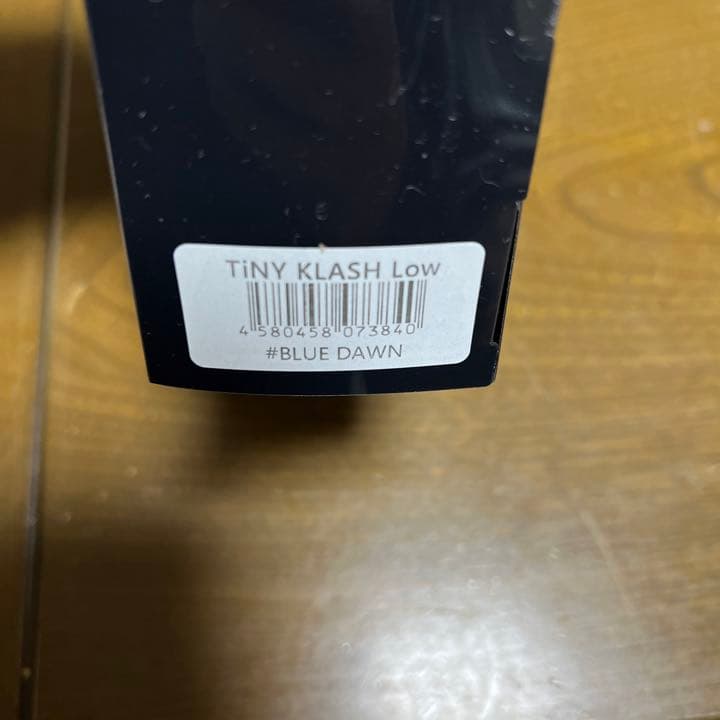 TiNY KLASH Low
4 580458 073840
#BLUE DAWN